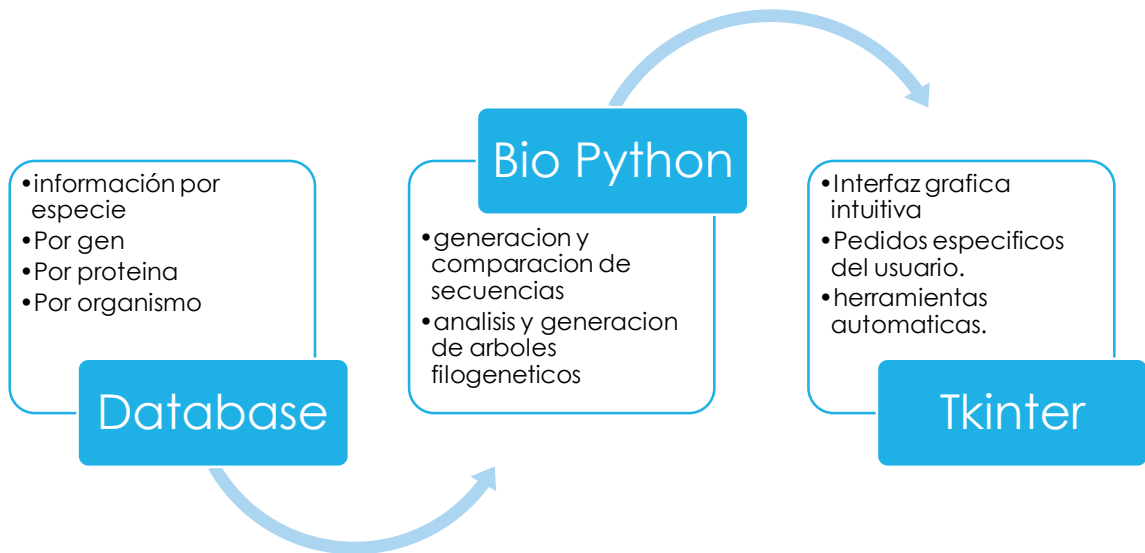 •información por
especie
•Por gen
•Por proteina
•Por organismo
Database
Bio Python
•generacion y
comparacion de
secuencias
•analisis y generacion
de arboles
filogeneticos
•Interfaz grafica
intuitiva
•Pedidos especificos
del usuario.
•herramientas
automaticas.
Tkinter